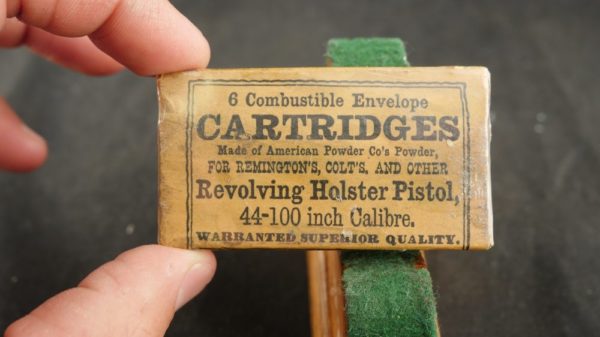 6 Combustible Envelope
CARTRIDGES
Made of American Powder Co's Powder,
FOR REMINGTON'S, COLT'S, AND OTHER
Revolving Holster Pistol,
44-100 inch Calibre.
WARRANTED SUPERIOR QUALITY.